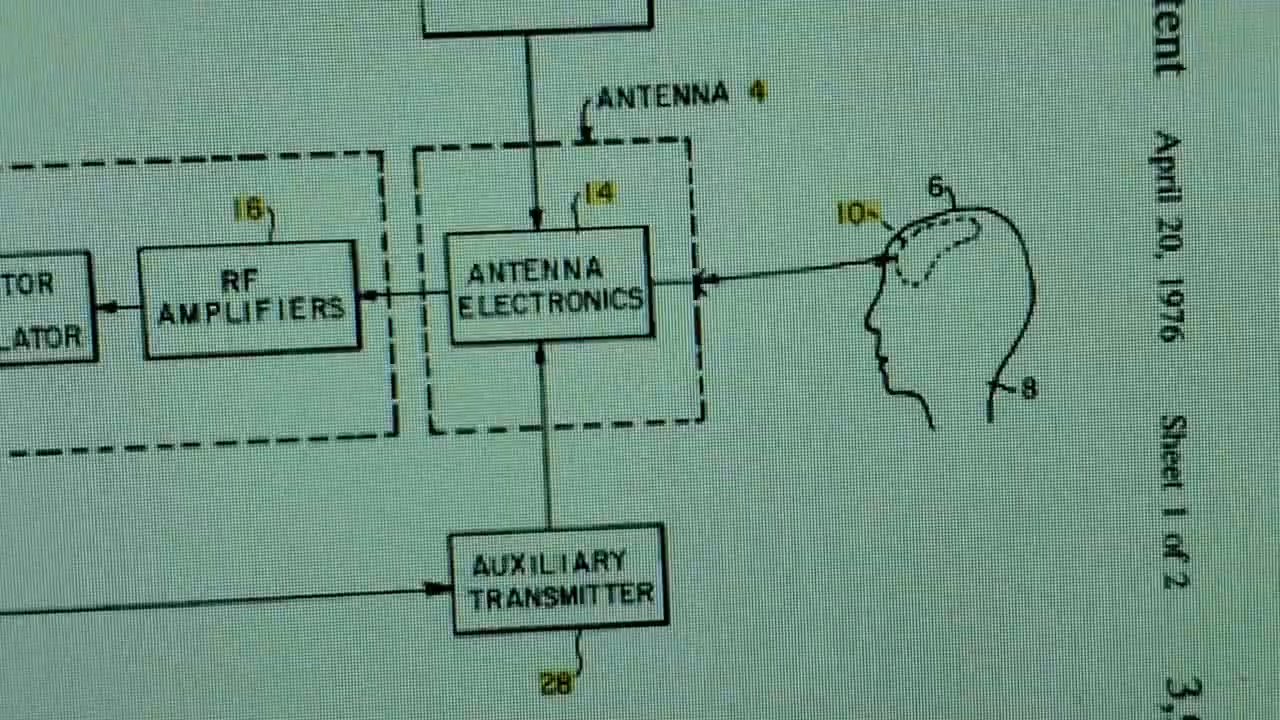 ANTENNA 4
16
14
TOR
LATOR
RF
AMPLIFIERS
ANTENNA
ELECTRONICS
10
6
8
AUXILIARY
TRANSMITTER
28
tent April 20, 1976 Sheet 1 of 2 3,